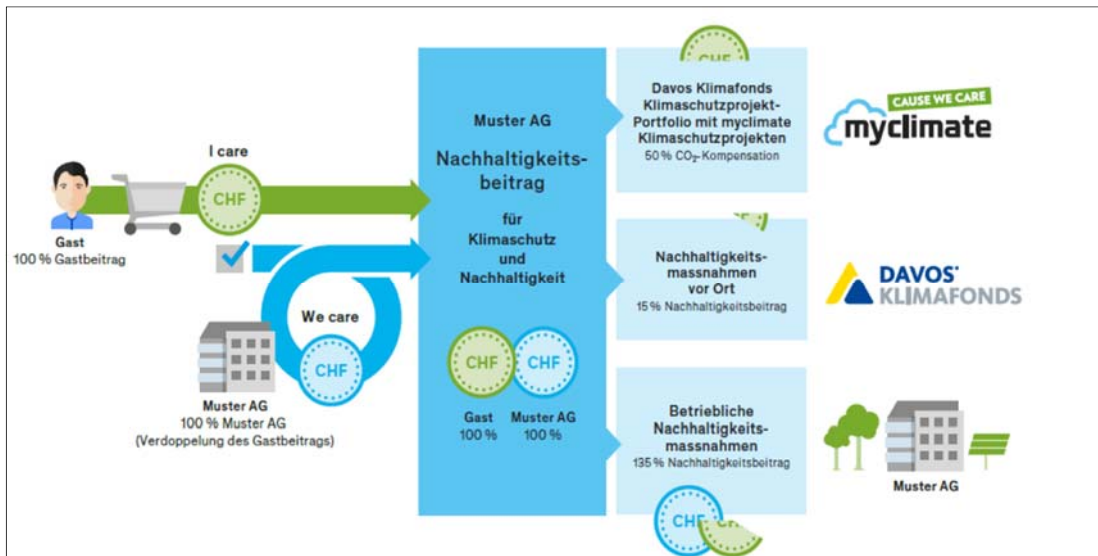 I care
CHF
Gast
100 % Gastbeitrag
We care
CHF
Muster AG
100 % Muster AG
(Verdoppelung des Gastbeitrags)
Muster AG
Nachhaltigkeits-
beitrag
für
Klimaschutz
und
Nachhaltigkeit
CHF
CHF
Gast
100 %
Muster AG
100 %
CHF
Davos Klimafonds
Klimaschutzprojekt-
Portfolio mit myclimate
Klimaschutzprojekten
50 % CO₂-Kompensation
CAUSE WE CARE
myclimate
Nachhaltigkeits-
massnahmen
vor Ort
15 % Nachhaltigkeitsbeitrag
DAVOS
KLIMAFONDS
Betriebliche
Nachhaltigkeits-
massnahmen
135 % Nachhaltigkeitsbeitrag
CHF
CHF
Muster AG